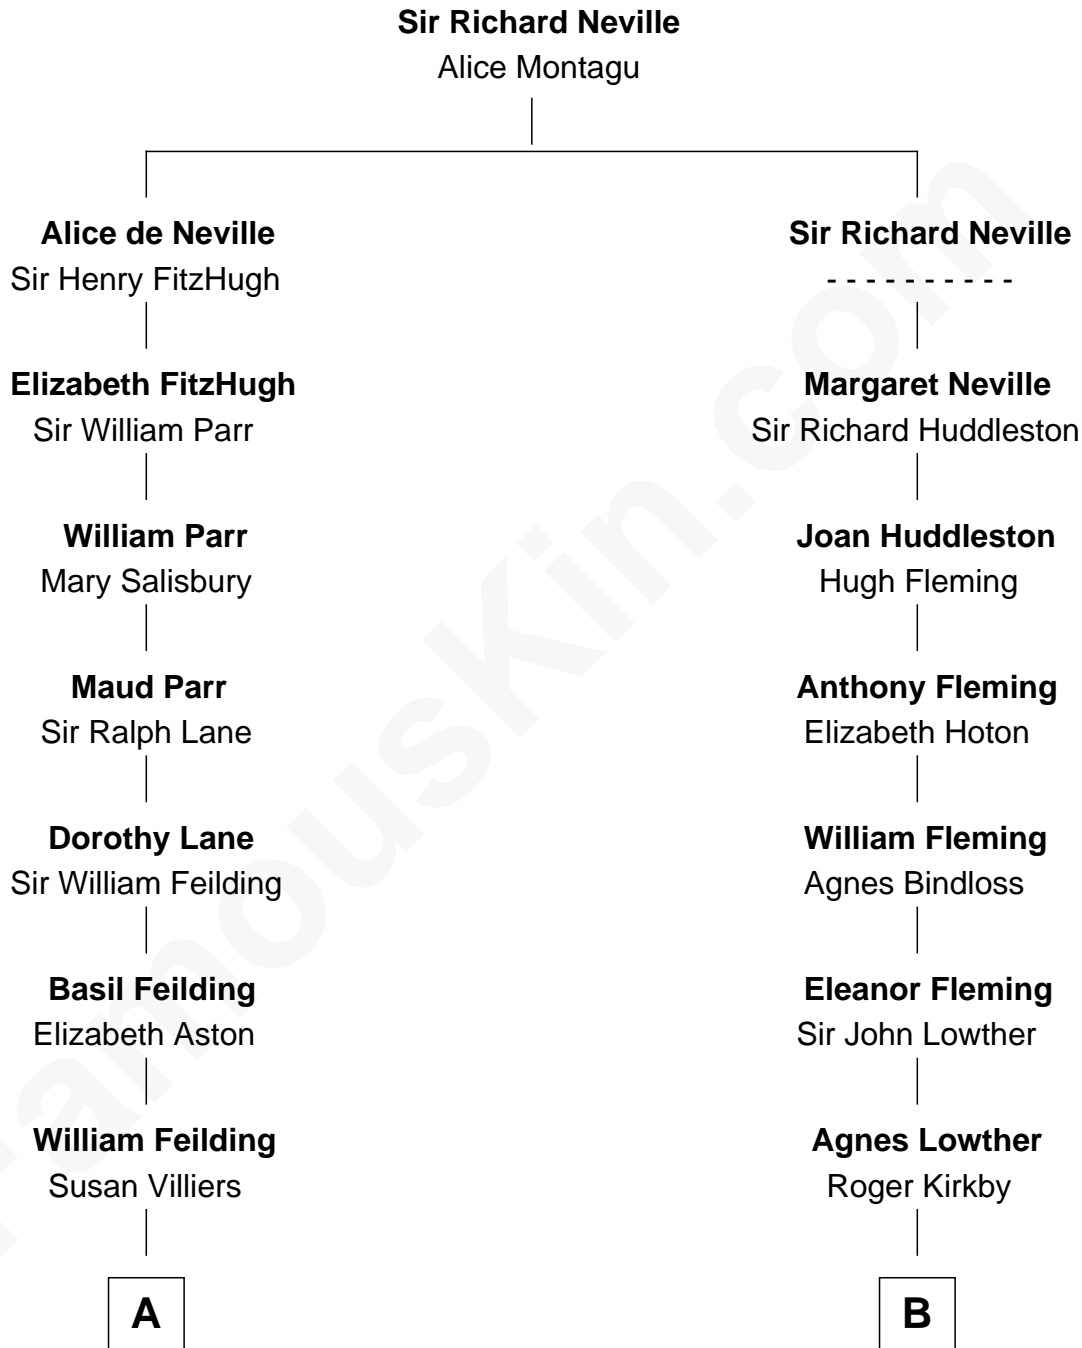 Sir Richard Neville
Alice Montagu
Alice de Neville
Sir Henry FitzHugh
Sir Richard Neville
- - - - - - - - - -
Elizabeth FitzHugh
Sir William Parr
Margaret Neville
Sir Richard Huddleston
William Parr
Mary Salisbury
Joan Huddleston
Hugh Fleming
Maud Parr
Sir Ralph Lane
Anthony Fleming
Elizabeth Hoton
Dorothy Lane
Sir William Feilding
William Fleming
Agnes Bindloss
Basil Feilding
Elizabeth Aston
Eleanor Fleming
Sir John Lowther
William Feilding
Susan Villiers
Agnes Lowther
Roger Kirkby
A
B
FamousKin.com